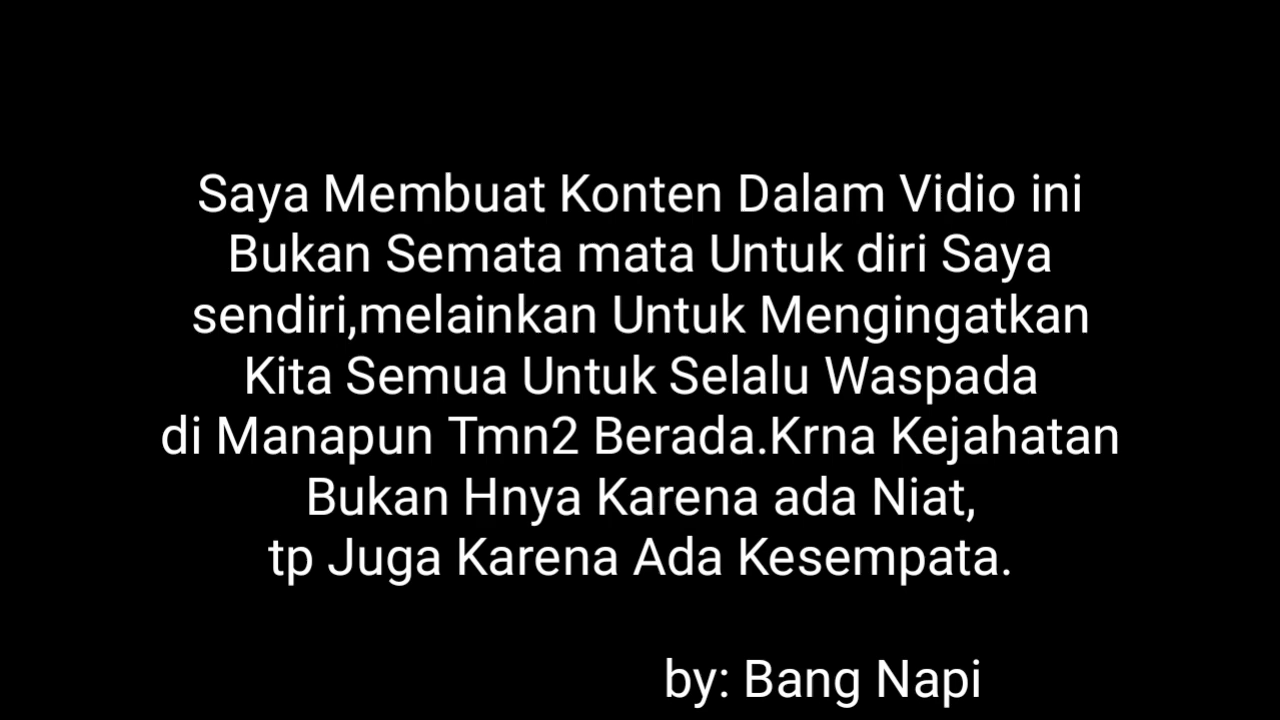 Saya Membuat Konten Dalam Vidio ini
Bukan Semata mata Untuk diri Saya
sendiri,melainkan Untuk Mengingatkan
Kita Semua Untuk Selalu Waspada
di Manapun Tmn2 Berada.Krna Kejahatan
Bukan Hnya Karena ada Niat,
tp Juga Karena Ada Kesempata.
by: Bang Napi